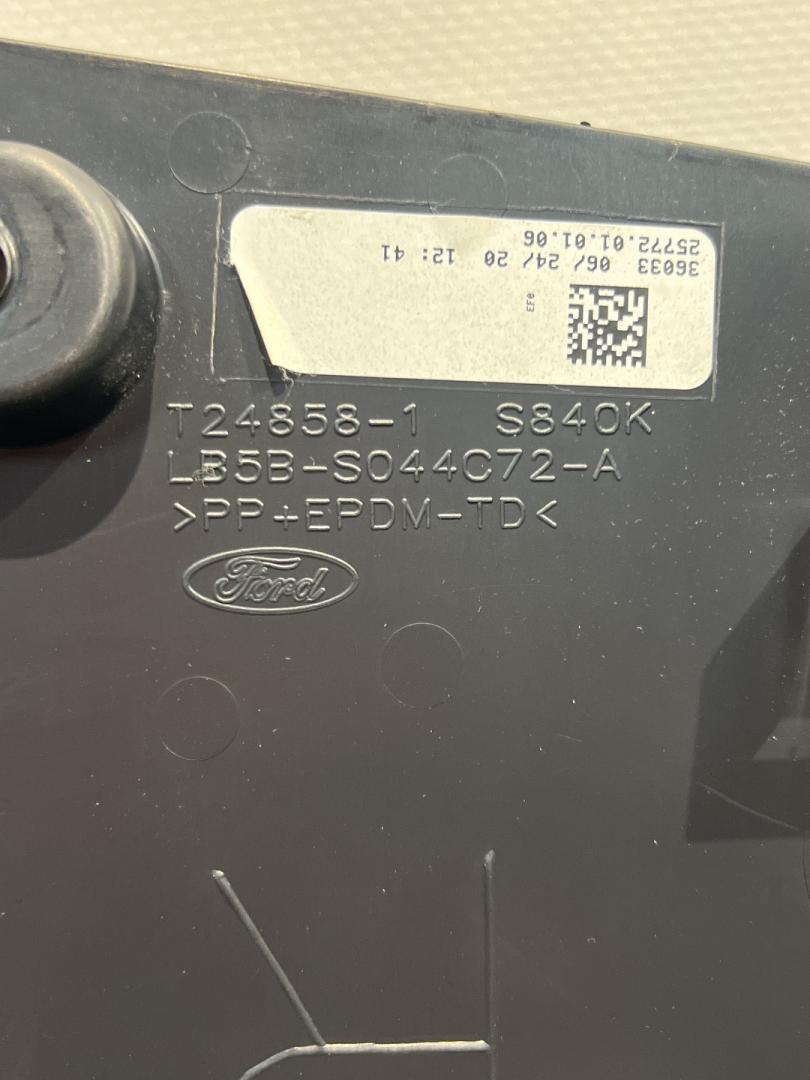 36033 06/ 24/ 20 12: 41
25772.01.01.06
EF0
T24858-1 S840K
LB5B-S044C72-A
>PP+EPDM-TD<
Ford